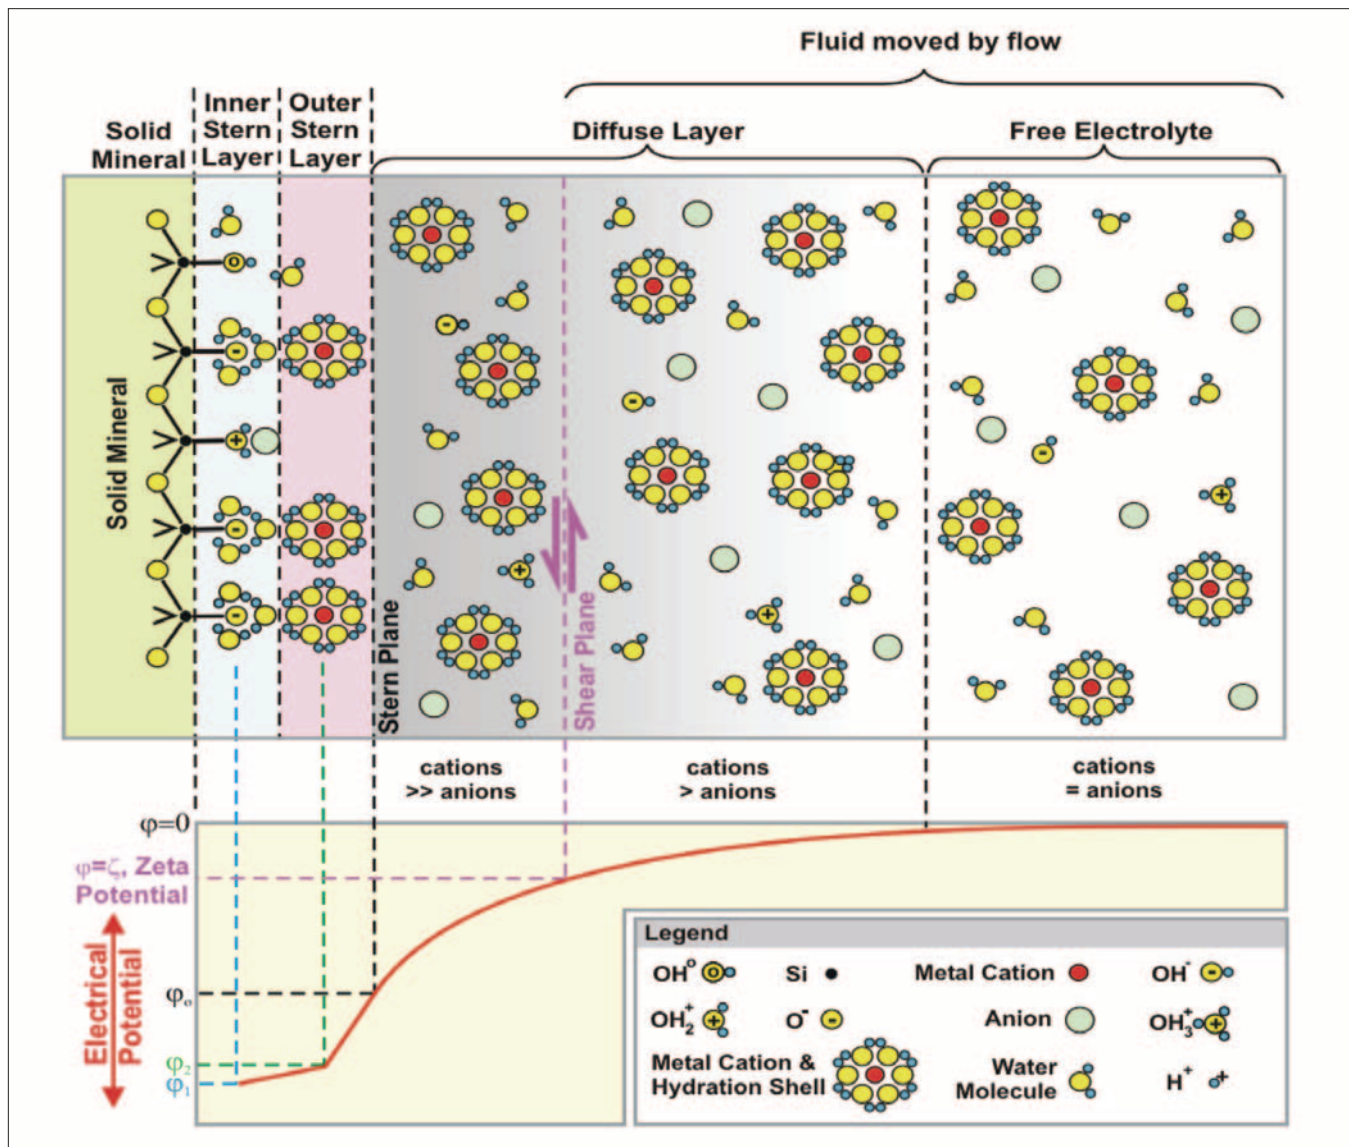 Fluid moved by flow
Solid
Mineral
Inner
Stern
Layer
Outer
Stern
Layer
Diffuse Layer
Free Electrolyte
Solid Mineral
Stern Plane
Shear Plane
cations
>> anions
cations
> anions
cations
= anions
φ=0
φ=ζ, Zeta
Potential
Electrical
Potential
φₒ
φ₂
φ₁
Legend
OH⁰
Si
Metal Cation
OH⁻
OH₂⁺
O⁻
Anion
OH₃⁺
Metal Cation &
Hydration Shell
Water
Molecule
H⁺